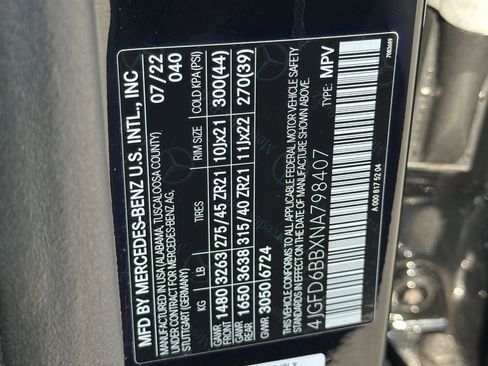 MFD BY MERCEDES-BENZ U.S. INTL., INC
MADE IN USA (ALABAMA, TUSCALOOSA COUNTY) 07/22
UNDER CONTROL FOR MERCEDES-BENZ AG, 040
STUTTGART (GERMANY)
KG LB TIRES RIM SIZE COLD KPA (PSI)
GAWR 1480 3263 275/45 ZR21 10Jx21 300(44)
GAWR 1650 3638 315/40 ZR21 11Jx22 270(39)
GVWR 3050 6724
THIS VEHICLE CONFORMS TO ALL APPLICABLE FEDERAL MOTOR VEHICLE SAFETY
STANDARDS IN EFFECT ON THE DATE OF MANUFACTURE SHOWN ABOVE.
4JGFD6BBXNA798407 TYPE: MPV
A 000 817 52 04